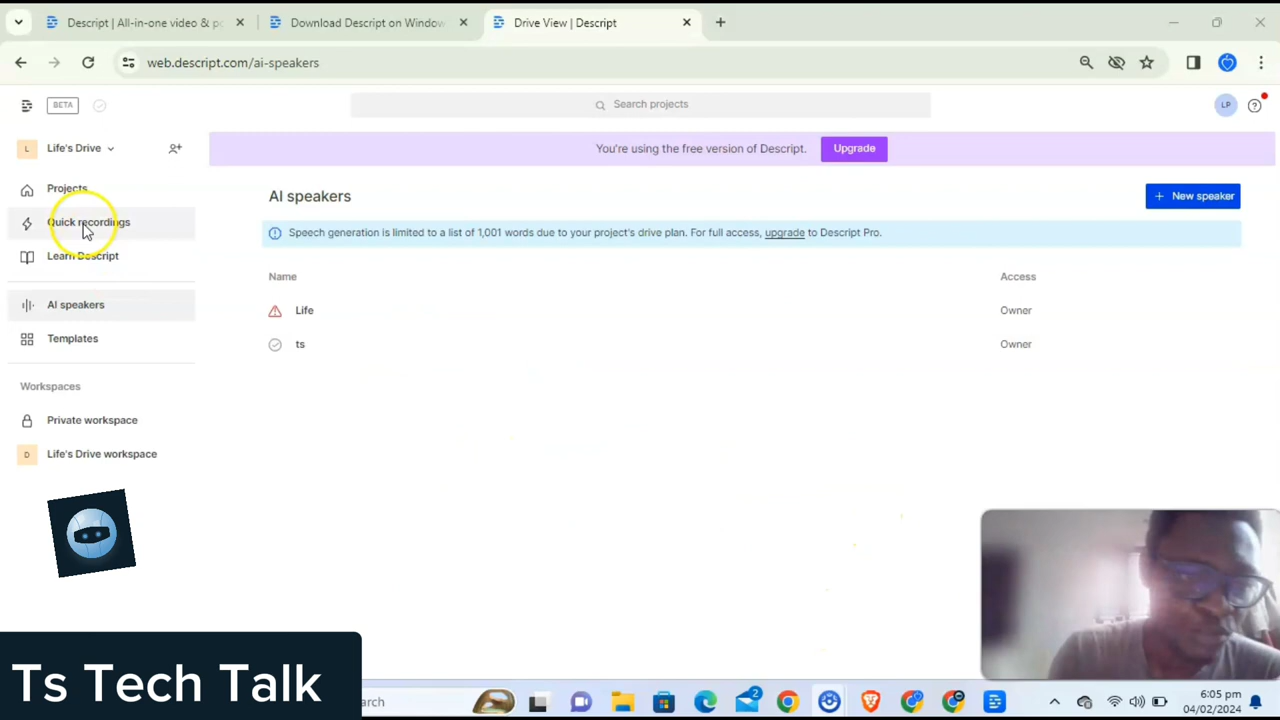 Descript | All-in-one video & po
Download Descript on Window
Drive View | Descript
web.descript.com/ai-speakers
BETA
Search projects
LP
L
Life's Drive
You're using the free version of Descript.
Upgrade
Projects
Quick recordings
Learn Descript
AI speakers
Templates
Workspaces
Private workspace
D
Life's Drive workspace
AI speakers
+ New speaker
Speech generation is limited to a list of 1,001 words due to your project's drive plan. For full access, upgrade to Descript Pro.
Name
Access
Life
Owner
ts
Owner
Ts Tech Talk
earch
2
6:05 pm
04/02/2024